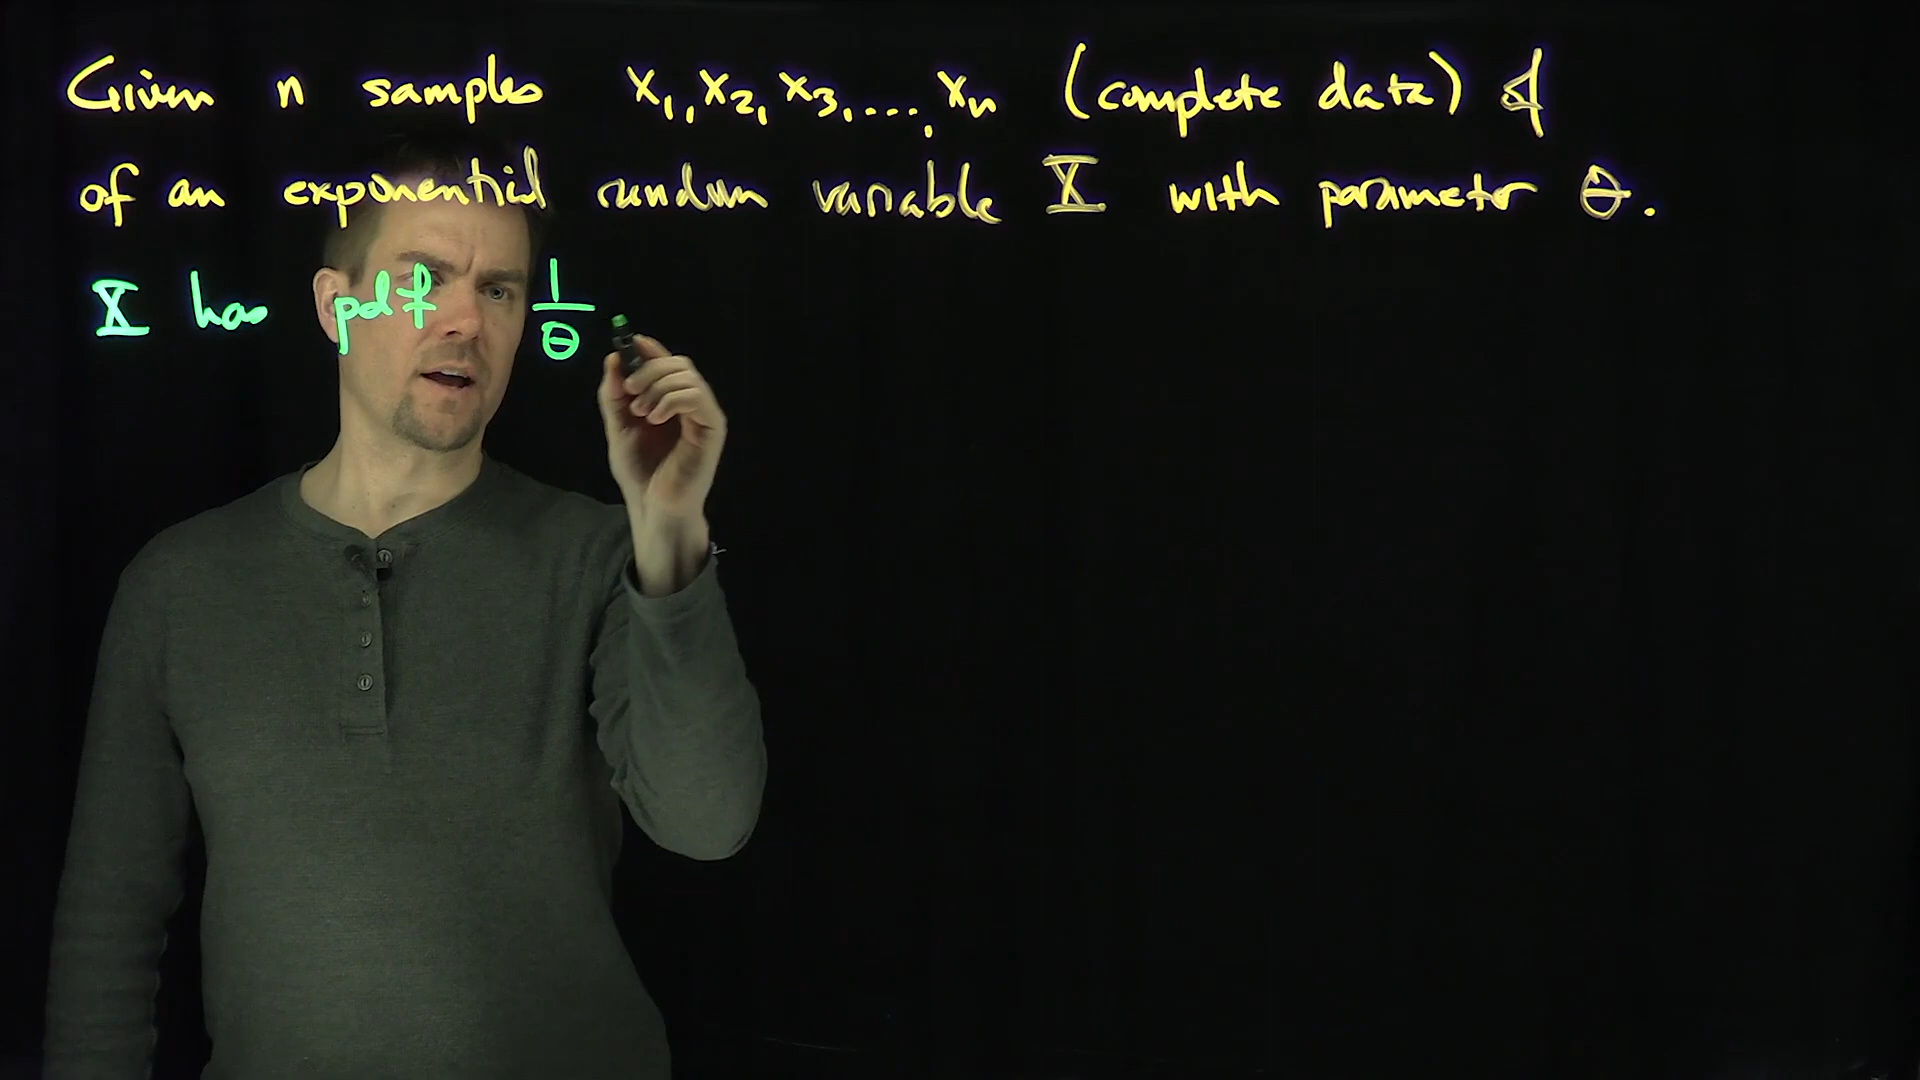 Given n samples x₁, x₂, x₃, ..., xₙ (complete data) of
of an exponential random variable X with parameter θ.
X has pdf 1/θ